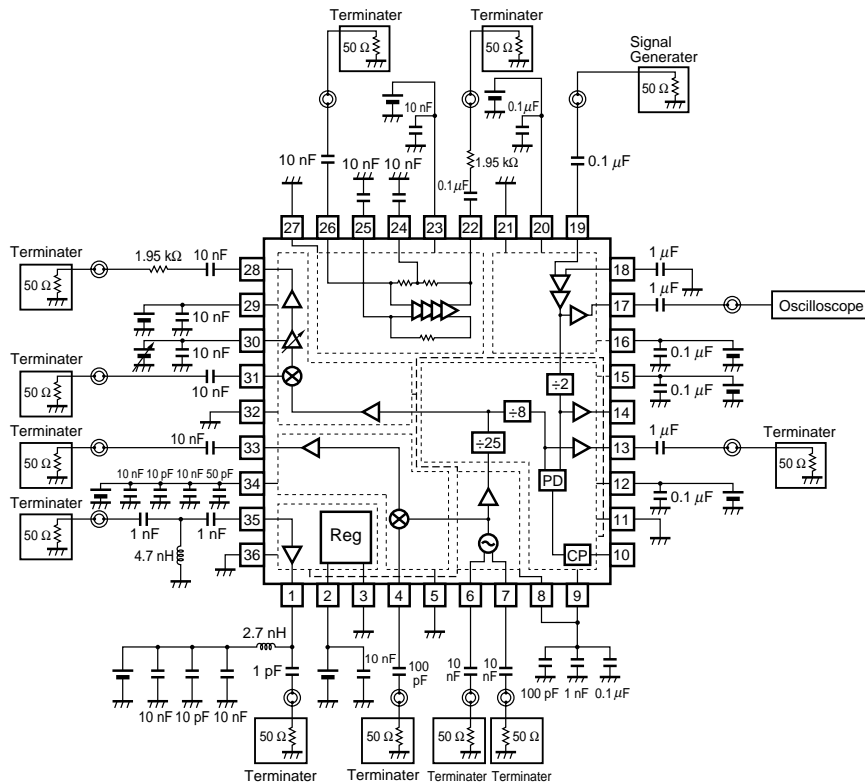 Terminater
50 Ω
Terminater
50 Ω
Signal
Generater
50 Ω
10 nF
0.1 µF
10 nF
10 nF
10 nF
0.1 µF
1.95 kΩ
0.1 µF
27
26
25
24
23
22
21
20
19
Terminater
50 Ω
1.95 kΩ
10 nF
28
18
1 µF
17
1 µF
Oscilloscope
29
10 nF
30
10 nF
16
0.1 µF
Terminater
50 Ω
10 nF
31
15
0.1 µF
÷2
32
÷8
14
Terminater
50 Ω
10 nF
33
÷25
13
1 µF
Terminater
50 Ω
10 nF
10 pF
10 nF
50 pF
34
PD
12
0.1 µF
Terminater
50 Ω
1 nF
1 nF
35
11
4.7 nH
36
Reg
CP
10
1
2
3
4
5
6
7
8
9
2.7 nH
1 pF
10 nF
10 pF
10 nF
10 nF
100
pF
10
nF
10
nF
100 pF
1 nF
0.1 µF
50 Ω
Terminater
50 Ω
Terminater
50 Ω
Terminater
50 Ω
Terminater